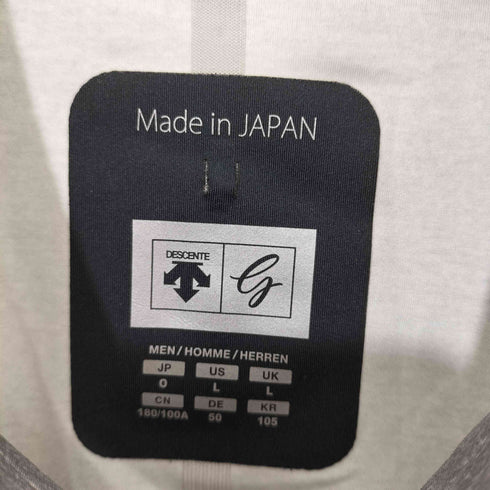 Made in JAPAN
DESCENTE G
MEN / HOMME / HERREN
JP US UK
O L L
CN DE KR
180/100A 50 105